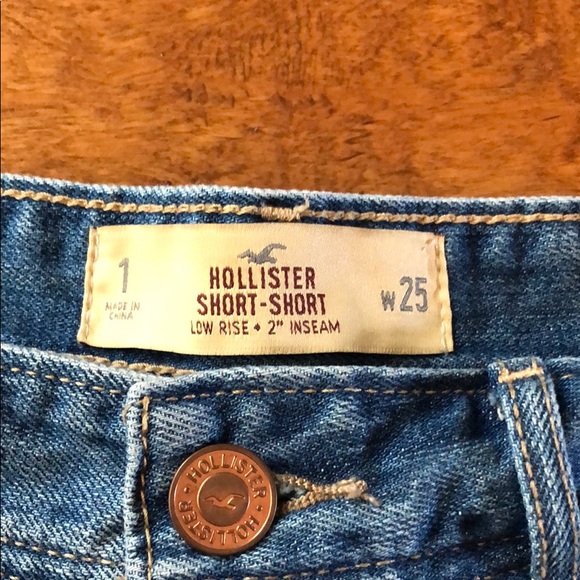 1
MADE IN
CHINA
HOLLISTER
SHORT-SHORT
LOW RISE • 2" INSEAM
W25
HOLLISTER • HOLLISTER •